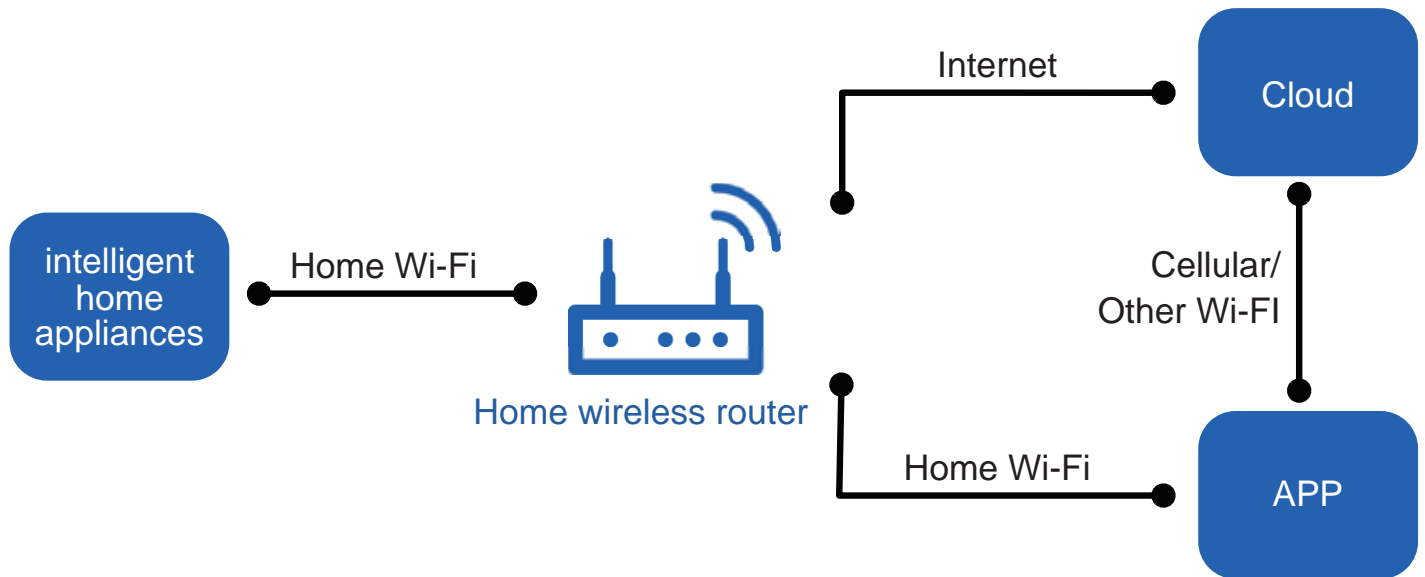 Internet
Cloud
intelligent
home
appliances
Home Wi-Fi
Cellular/
Other Wi-FI
Home wireless router
Home Wi-Fi
APP